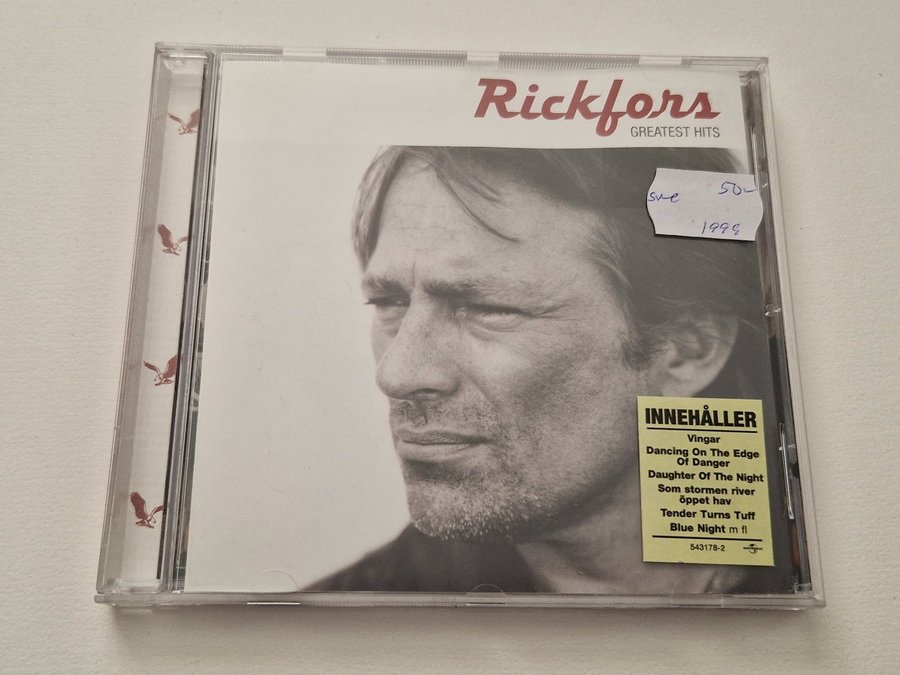 Rickfors
GREATEST HITS
sve 50:-
1999
INNEHÅLLER
Vingar
Dancing On The Edge
Of Danger
Daughter Of The Night
Som stormen river
öppet hav
Tender Turns Tuff
Blue Night m fl
543178-2